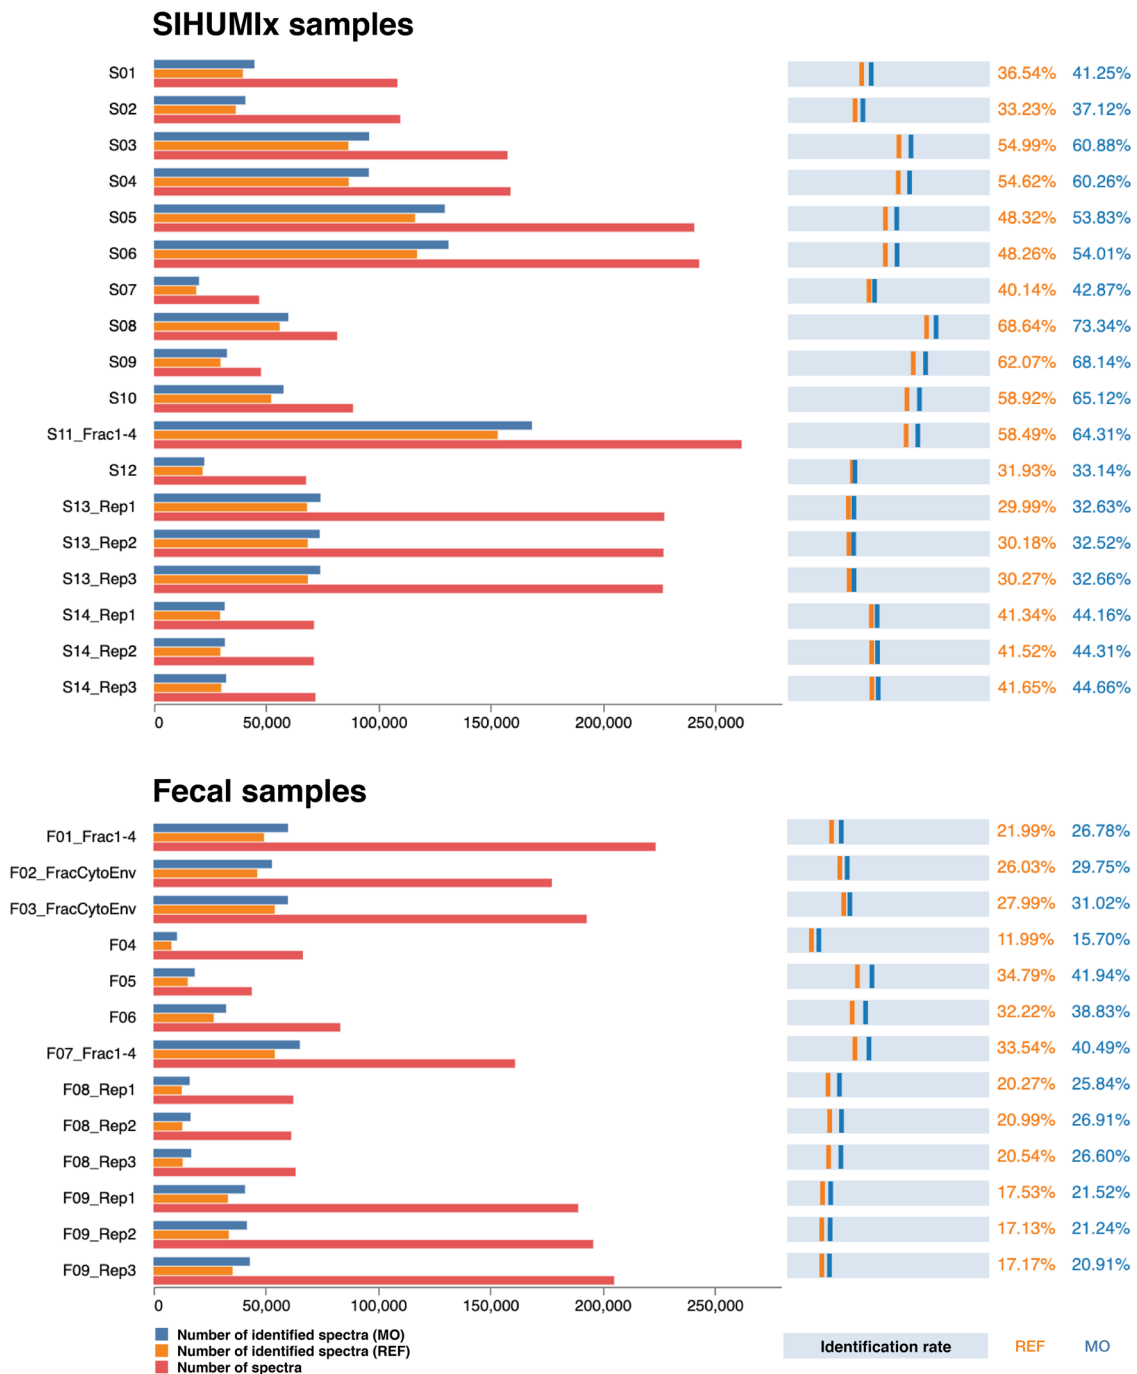 SIHUMIx samples
S01 36.54% 41.25%
S02 33.23% 37.12%
S03 54.99% 60.88%
S04 54.62% 60.26%
S05 48.32% 53.83%
S06 48.26% 54.01%
S07 40.14% 42.87%
S08 68.64% 73.34%
S09 62.07% 68.14%
S10 58.92% 65.12%
S11_Frac1-4 58.49% 64.31%
S12 31.93% 33.14%
S13_Rep1 29.99% 32.63%
S13_Rep2 30.18% 32.52%
S13_Rep3 30.27% 32.66%
S14_Rep1 41.34% 44.16%
S14_Rep2 41.52% 44.31%
S14_Rep3 41.65% 44.66%
0 50,000 100,000 150,000 200,000 250,000
Fecal samples
F01_Frac1-4 21.99% 26.78%
F02_FracCytoEnv 26.03% 29.75%
F03_FracCytoEnv 27.99% 31.02%
F04 11.99% 15.70%
F05 34.79% 41.94%
F06 32.22% 38.83%
F07_Frac1-4 33.54% 40.49%
F08_Rep1 20.27% 25.84%
F08_Rep2 20.99% 26.91%
F08_Rep3 20.54% 26.60%
F09_Rep1 17.53% 21.52%
F09_Rep2 17.13% 21.24%
F09_Rep3 17.17% 20.91%
0 50,000 100,000 150,000 200,000 250,000
Number of identified spectra (MO)
Number of identified spectra (REF)
Number of spectra
Identification rate REF MO